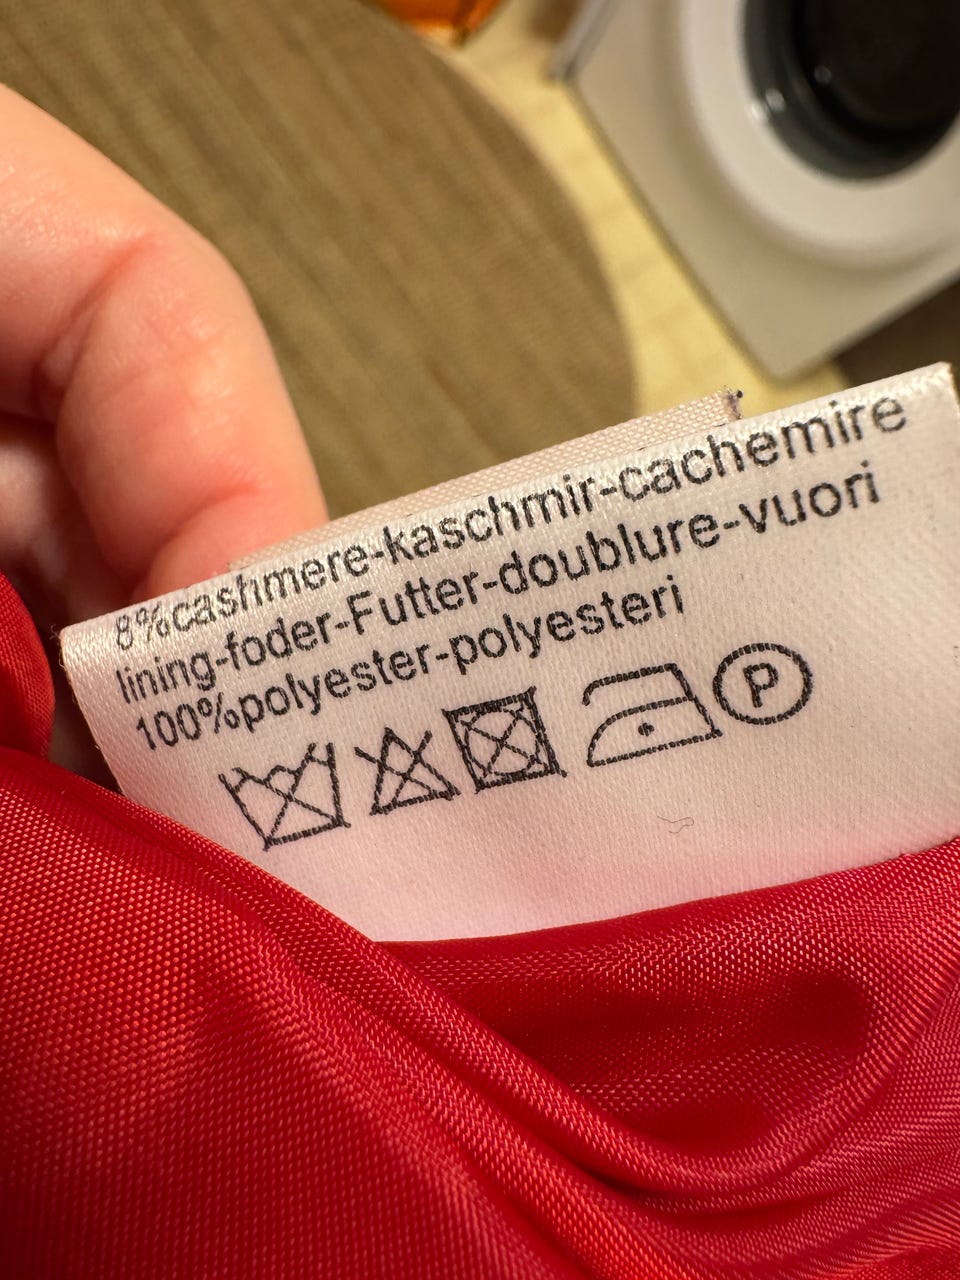 8%cashmere-kaschmir-cachemire
lining-foder-Futter-doublure-vuori
100%polyester-polyesteri
P